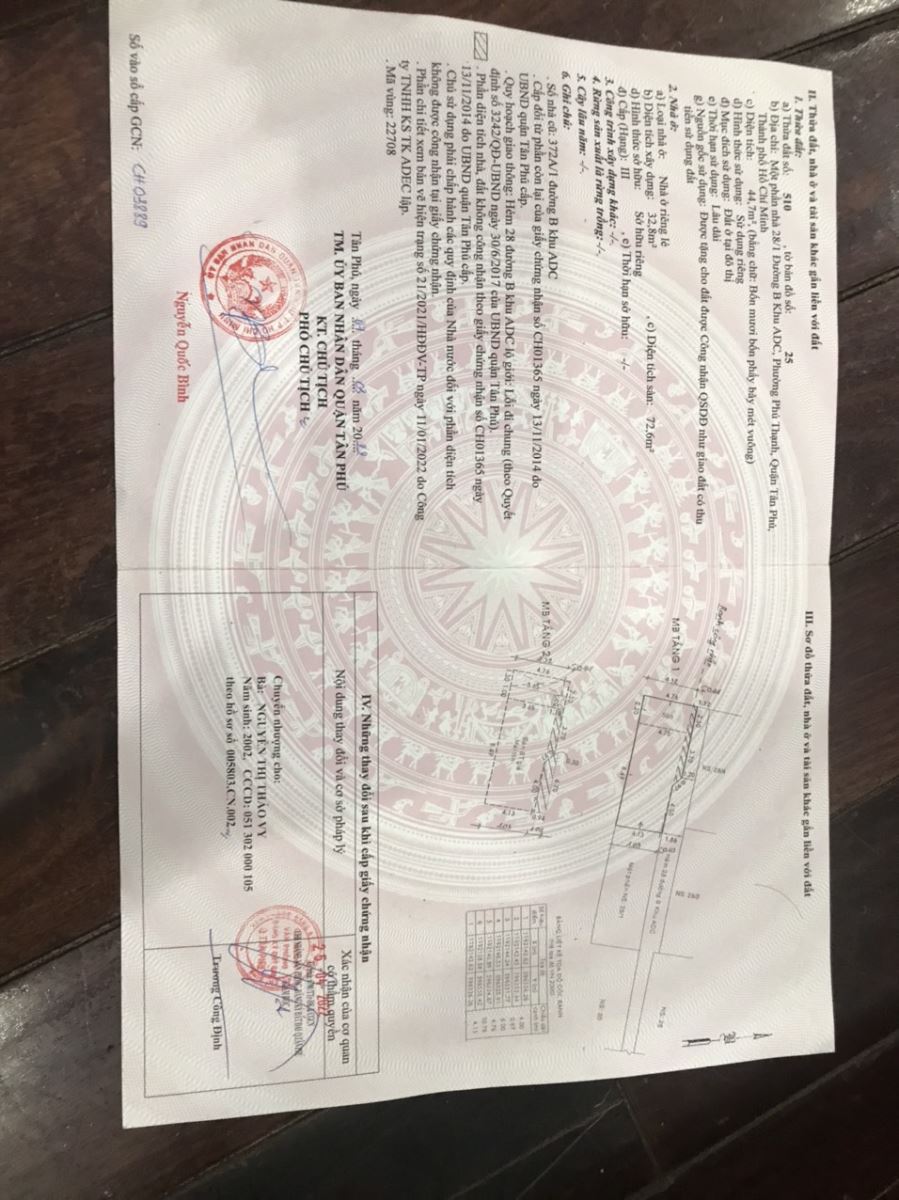 II. Thửa đất, nhà ở và tài sản khác gắn liền với đất
1. Thửa đất:
a) Thửa đất số: 510 , tờ bản đồ số: 25
b) Địa chỉ: Một phần nhà 28/7 Đường B Khu ADC, Phường Phú Thạnh, Quận Tân Phú,
Thành phố Hồ Chí Minh
c) Diện tích: 44,7m², (bằng chữ: Bốn mươi bốn phẩy bảy mét vuông)
d) Hình thức sử dụng: Sử dụng riêng
đ) Mục đích sử dụng: Đất ở tại đô thị
e) Thời hạn sử dụng: Lâu dài
g) Nguồn gốc sử dụng: Được tặng cho đất được Công nhận QSDĐ như giao đất có thu
tiền sử dụng đất
2. Nhà ở:
a) Loại nhà ở: Nhà ở riêng lẻ
b) Diện tích xây dựng: 32,8m² , c) Diện tích sàn: 72,6m²
d) Hình thức sở hữu: Sở hữu riêng
đ) Cấp (Hạng): III , e) Thời hạn sở hữu: -/-
3. Công trình xây dựng khác: -/-.
4. Rừng sản xuất là rừng trồng: -/-.
5. Cây lâu năm: -/-.
6. Ghi chú:
. Số nhà cũ: 372A/1 đường B khu ADC
. Cấp đổi từ phần còn lại của giấy chứng nhận số CH01365 ngày 13/11/2014 do
UBND quận Tân Phú cấp.
. Quy hoạch giao thông: Hẻm 28 đường B khu ADC lộ giới: Lối đi chung (theo Quyết
định số 3242/QĐ-UBND ngày 30/6/2017 của UBND quận Tân Phú).
. Phần diện tích nhà, đất không công nhận theo giấy chứng nhận số CH01365 ngày
13/11/2014 do UBND quận Tân Phú cấp.
. Chủ sử dụng phải chấp hành các quy định của Nhà nước đối với phần diện tích
không được công nhận tại giấy chứng nhận.
. Phần chi tiết xem bản vẽ hiện trạng số 21/2021/HĐĐV-TP ngày 11/01/2022 do Công
ty TNHH KS TK ADEC lập.
. Mã vùng: 22708
Tân Phú, ngày tháng năm 20
TM. ỦY BAN NHÂN DÂN QUẬN TÂN PHÚ
KT. CHỦ TỊCH
PHÓ CHỦ TỊCH
Nguyễn Quốc Bình
Số vào sổ cấp GCN: CH 03889
III. Sơ đồ thửa đất, nhà ở và tài sản khác gắn liền với đất
MB TẦNG 1
MB TẦNG 2
Hẻm 28 đường B Khu ADC
BẢNG LIỆT KÊ TỌA ĐỘ GÓC RANH
IV. Những thay đổi sau khi cấp giấy chứng nhận
Nội dung thay đổi và cơ sở pháp lý
Xác nhận của cơ quan
có thẩm quyền
Chuyển nhượng cho:
Bà: NGUYỄN THỊ THẢO VY
Năm sinh: 2002, CCCD: 051 302 000 105
theo hồ sơ số 005803.CN.002
Trương Công Định